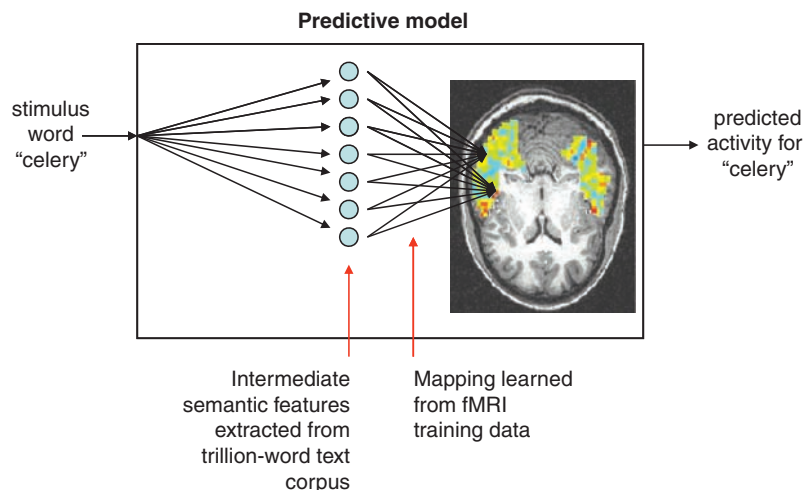 Predictive model
stimulus
word
“celery”
predicted
activity for
“celery”
Intermediate
semantic features
extracted from
trillion-word text
corpus
Mapping learned
from fMRI
training data